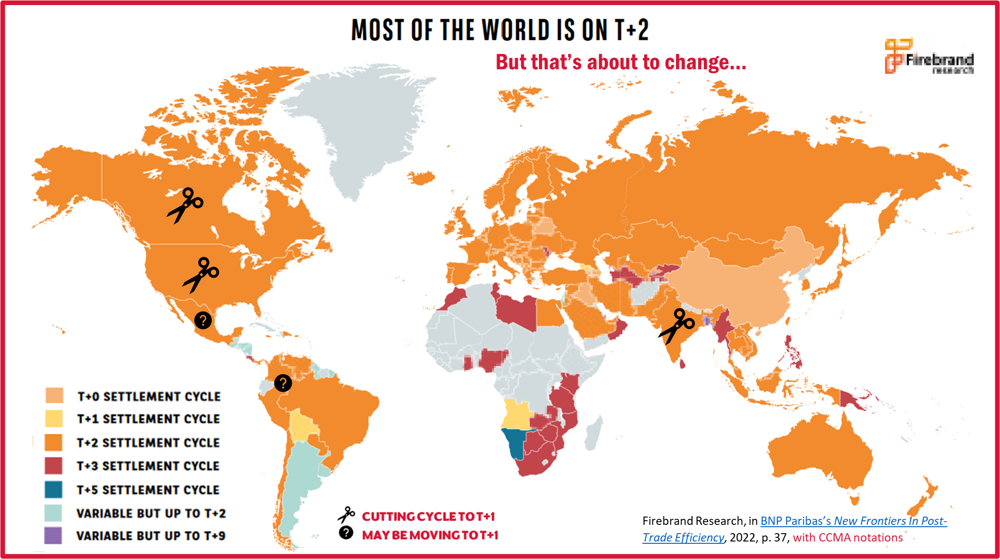 MOST OF THE WORLD IS ON T+2
But that's about to change...
Firebrand
research
?
?
T+0 SETTLEMENT CYCLE
T+1 SETTLEMENT CYCLE
T+2 SETTLEMENT CYCLE
T+3 SETTLEMENT CYCLE
T+5 SETTLEMENT CYCLE
VARIABLE BUT UP TO T+2
VARIABLE BUT UP TO T+9
CUTTING CYCLE TO T+1
? MAY BE MOVING TO T+1
Firebrand Research, in BNP Paribas's New Frontiers In Post-
Trade Efficiency, 2022, p. 37, with CCMA notations